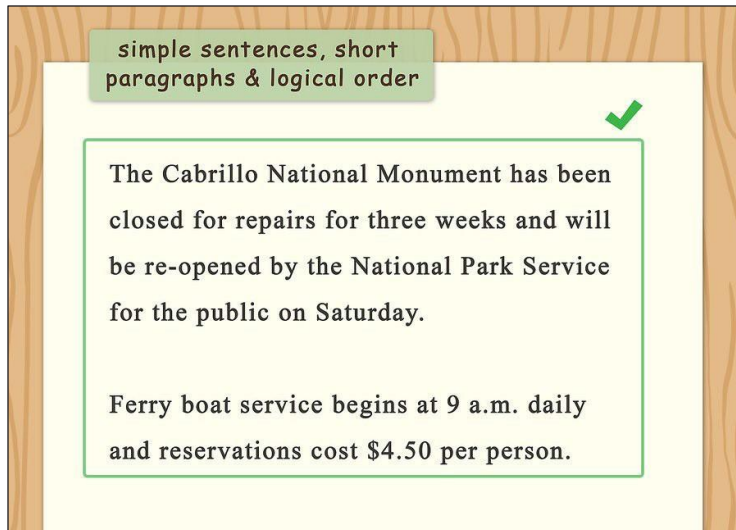 simple sentences, short
paragraphs & logical order
The Cabrillo National Monument has been
closed for repairs for three weeks and will
be re-opened by the National Park Service
for the public on Saturday.
Ferry boat service begins at 9 a.m. daily
and reservations cost $4.50 per person.